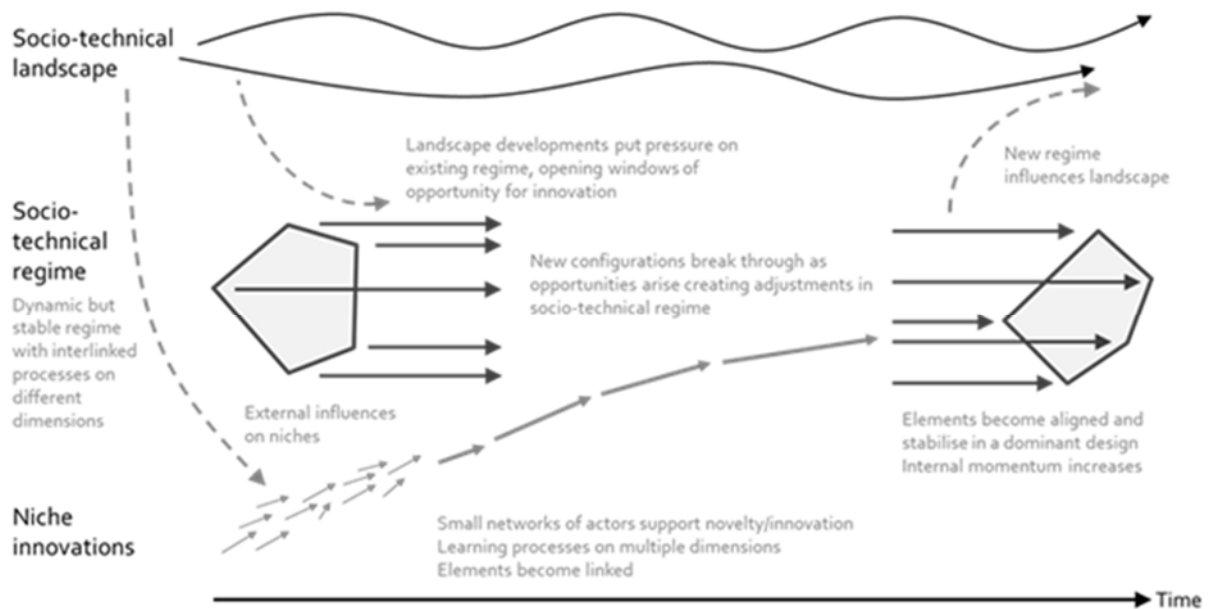 Socio-technical
landscape
Landscape developments put pressure on
existing regime, opening windows of
opportunity for innovation
New regime
influences landscape
Socio-
technical
regime
Dynamic but
stable regime
with interlinked
processes on
different
dimensions
New configurations break through as
opportunities arise creating adjustments in
socio-technical regime
External influences
on niches
Elements become aligned and
stabilise in a dominant design
Internal momentum increases
Niche
innovations
Small networks of actors support novelty/innovation
Learning processes on multiple dimensions
Elements become linked
Time